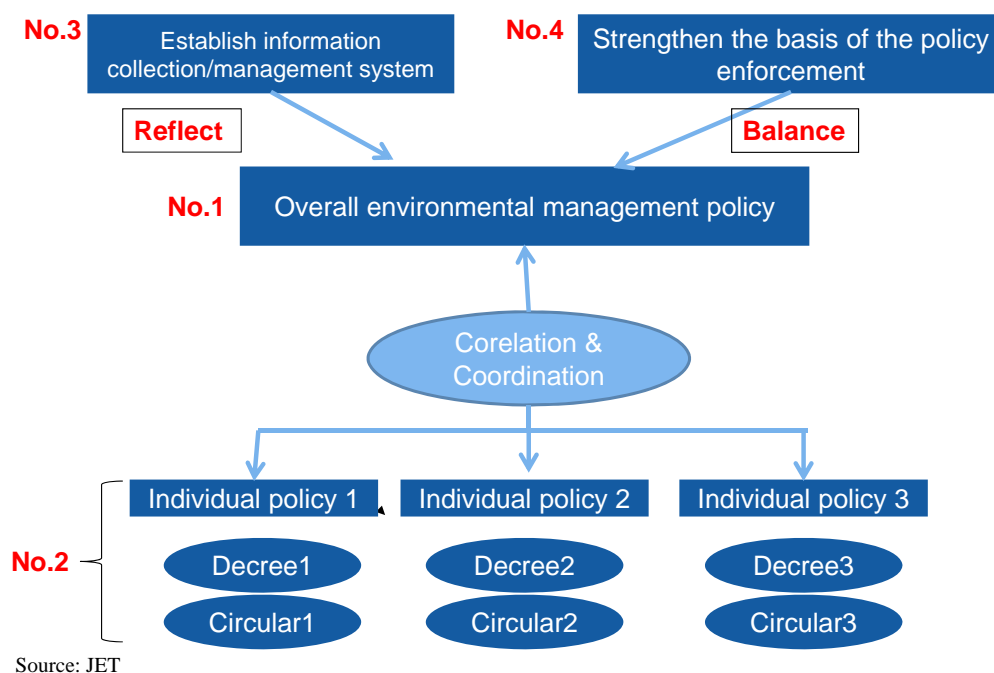 No.3
Establish information
collection/management system
No.4
Strengthen the basis of the policy
enforcement
Reflect
Balance
No.1
Overall environmental management policy
Corelation &
Coordination
Individual policy 1
Individual policy 2
Individual policy 3
No.2
Decree1
Decree2
Decree3
Circular1
Circular2
Circular3
Source: JET